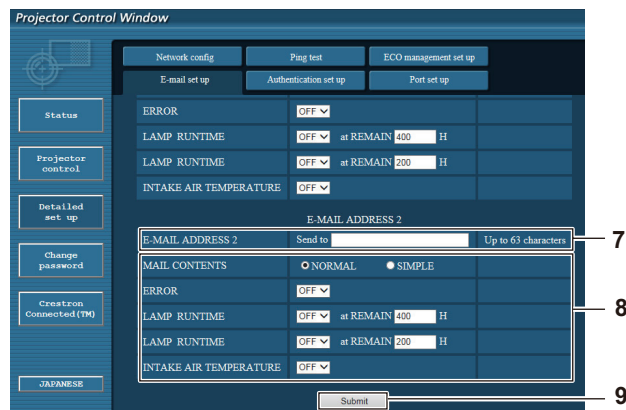 Projector Control Window
Network config Ping test ECO management set up
E-mail set up Authentication set up Port set up
Status
Projector
control
Detailed
set up
Change
password
Crestron
Connected(TM)
JAPANESE
ERROR OFF
LAMP RUNTIME OFF at REMAIN 400 H
LAMP RUNTIME OFF at REMAIN 200 H
INTAKE AIR TEMPERATURE OFF
E-MAIL ADDRESS 2
E-MAIL ADDRESS 2 Send to Up to 63 characters 7
MAIL CONTENTS NORMAL SIMPLE
ERROR OFF
LAMP RUNTIME OFF at REMAIN 400 H 8
LAMP RUNTIME OFF at REMAIN 200 H
INTAKE AIR TEMPERATURE OFF
Submit 9